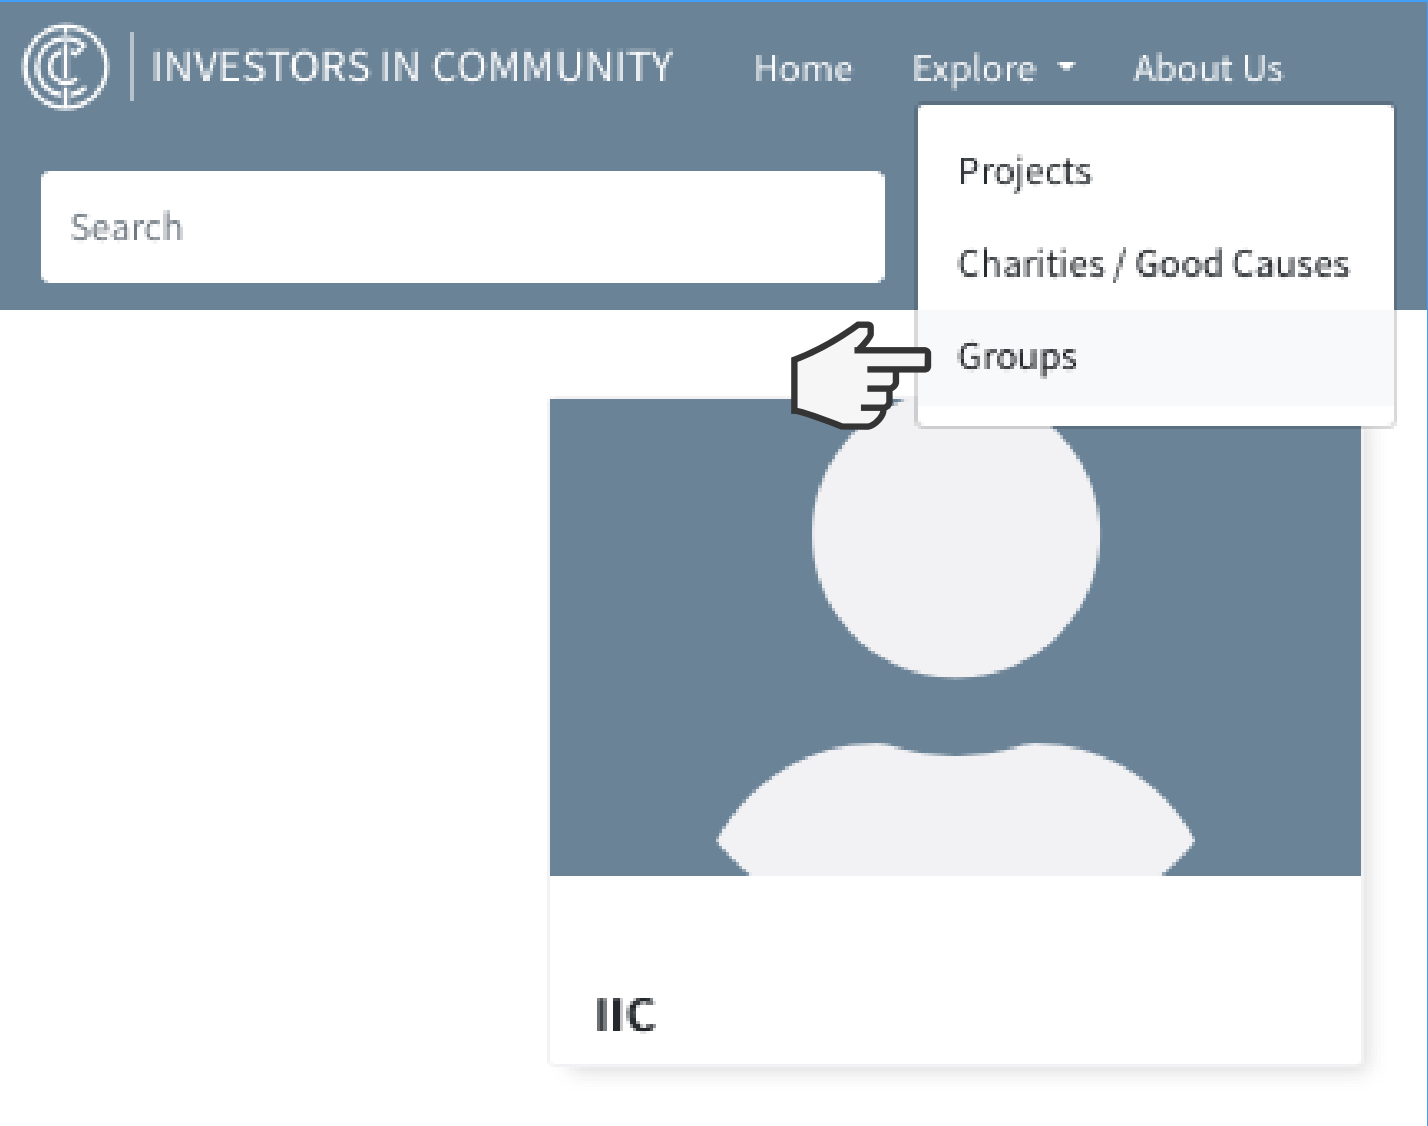 INVESTORS IN COMMUNITY
Home
Explore
About Us
Projects
Search
Charities / Good Causes
Groups
IIC